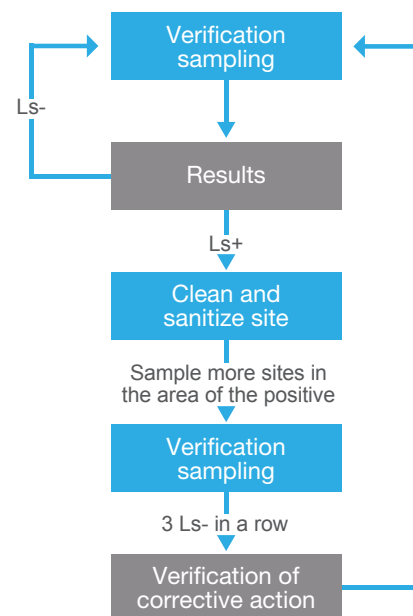 Verification
sampling
Ls-
Results
Ls+
Clean and
sanitize site
Sample more sites in
the area of the positive
Verification
sampling
3 Ls- in a row
Verification of
corrective action